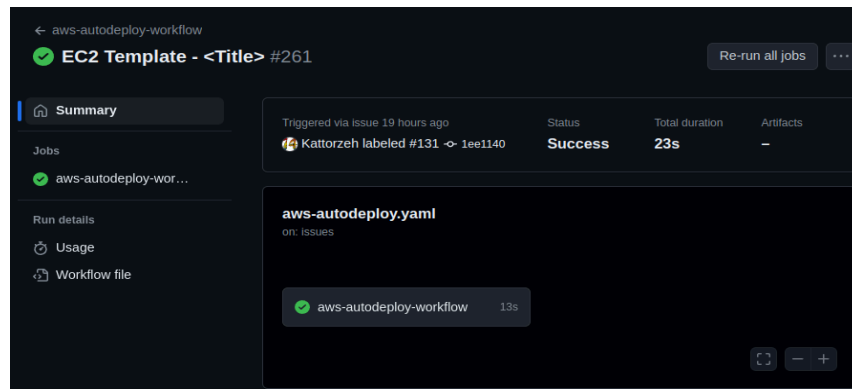 ← aws-autodeploy-workflow
EC2 Template - <Title> #261
Re-run all jobs ...
Summary
Jobs
aws-autodeploy-wor...
Run details
Usage
Workflow file
Triggered via issue 19 hours ago
Kattorzeh labeled #131 1ee1140
Status
Success
Total duration
23s
Artifacts
–
aws-autodeploy.yaml
on: issues
aws-autodeploy-workflow 13s